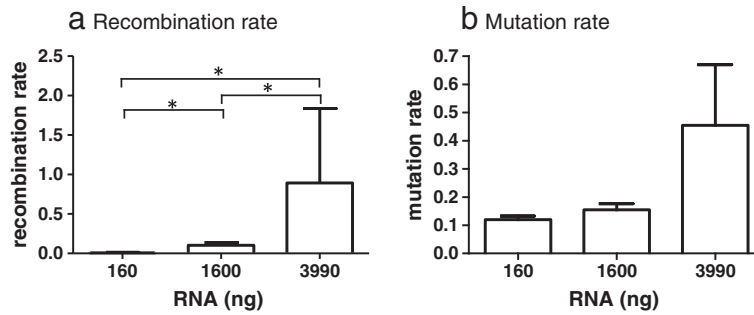 a Recombination rate
recombination rate
2.5
2.0
1.5
1.0
0.5
0.0
*
*
*
160 1600 3990
RNA (ng)
b Mutation rate
mutation rate
0.7
0.6
0.5
0.4
0.3
0.2
0.1
0.0
160 1600 3990
RNA (ng)